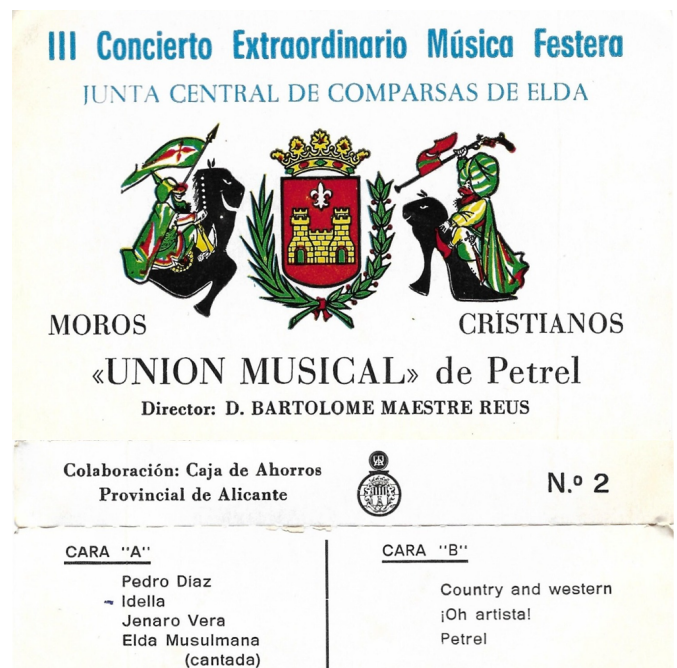 III Concierto Extraordinario Música Festera
JUNTA CENTRAL DE COMPARSAS DE ELDA
MOROS
CRISTIANOS
«UNION MUSICAL» de Petrel
Director: D. BARTOLOME MAESTRE REUS
Colaboración: Caja de Ahorros
Provincial de Alicante
N.º 2
CARA "A"
Pedro Diaz
- Idella
Jenaro Vera
Elda Musulmana
(cantada)
CARA "B"
Country and western
¡Oh artista!
Petrel